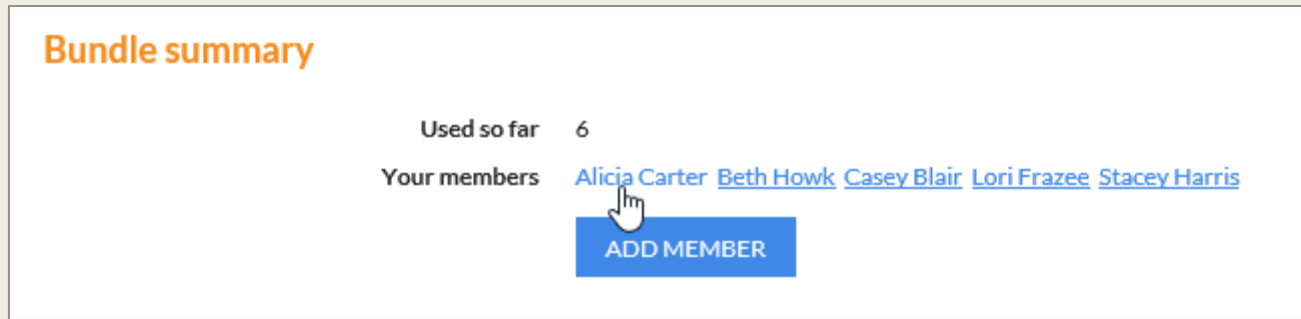 Bundle summary
Used so far 6
Your members Alicia Carter Beth Howk Casey Blair Lori Frazee Stacey Harris
ADD MEMBER